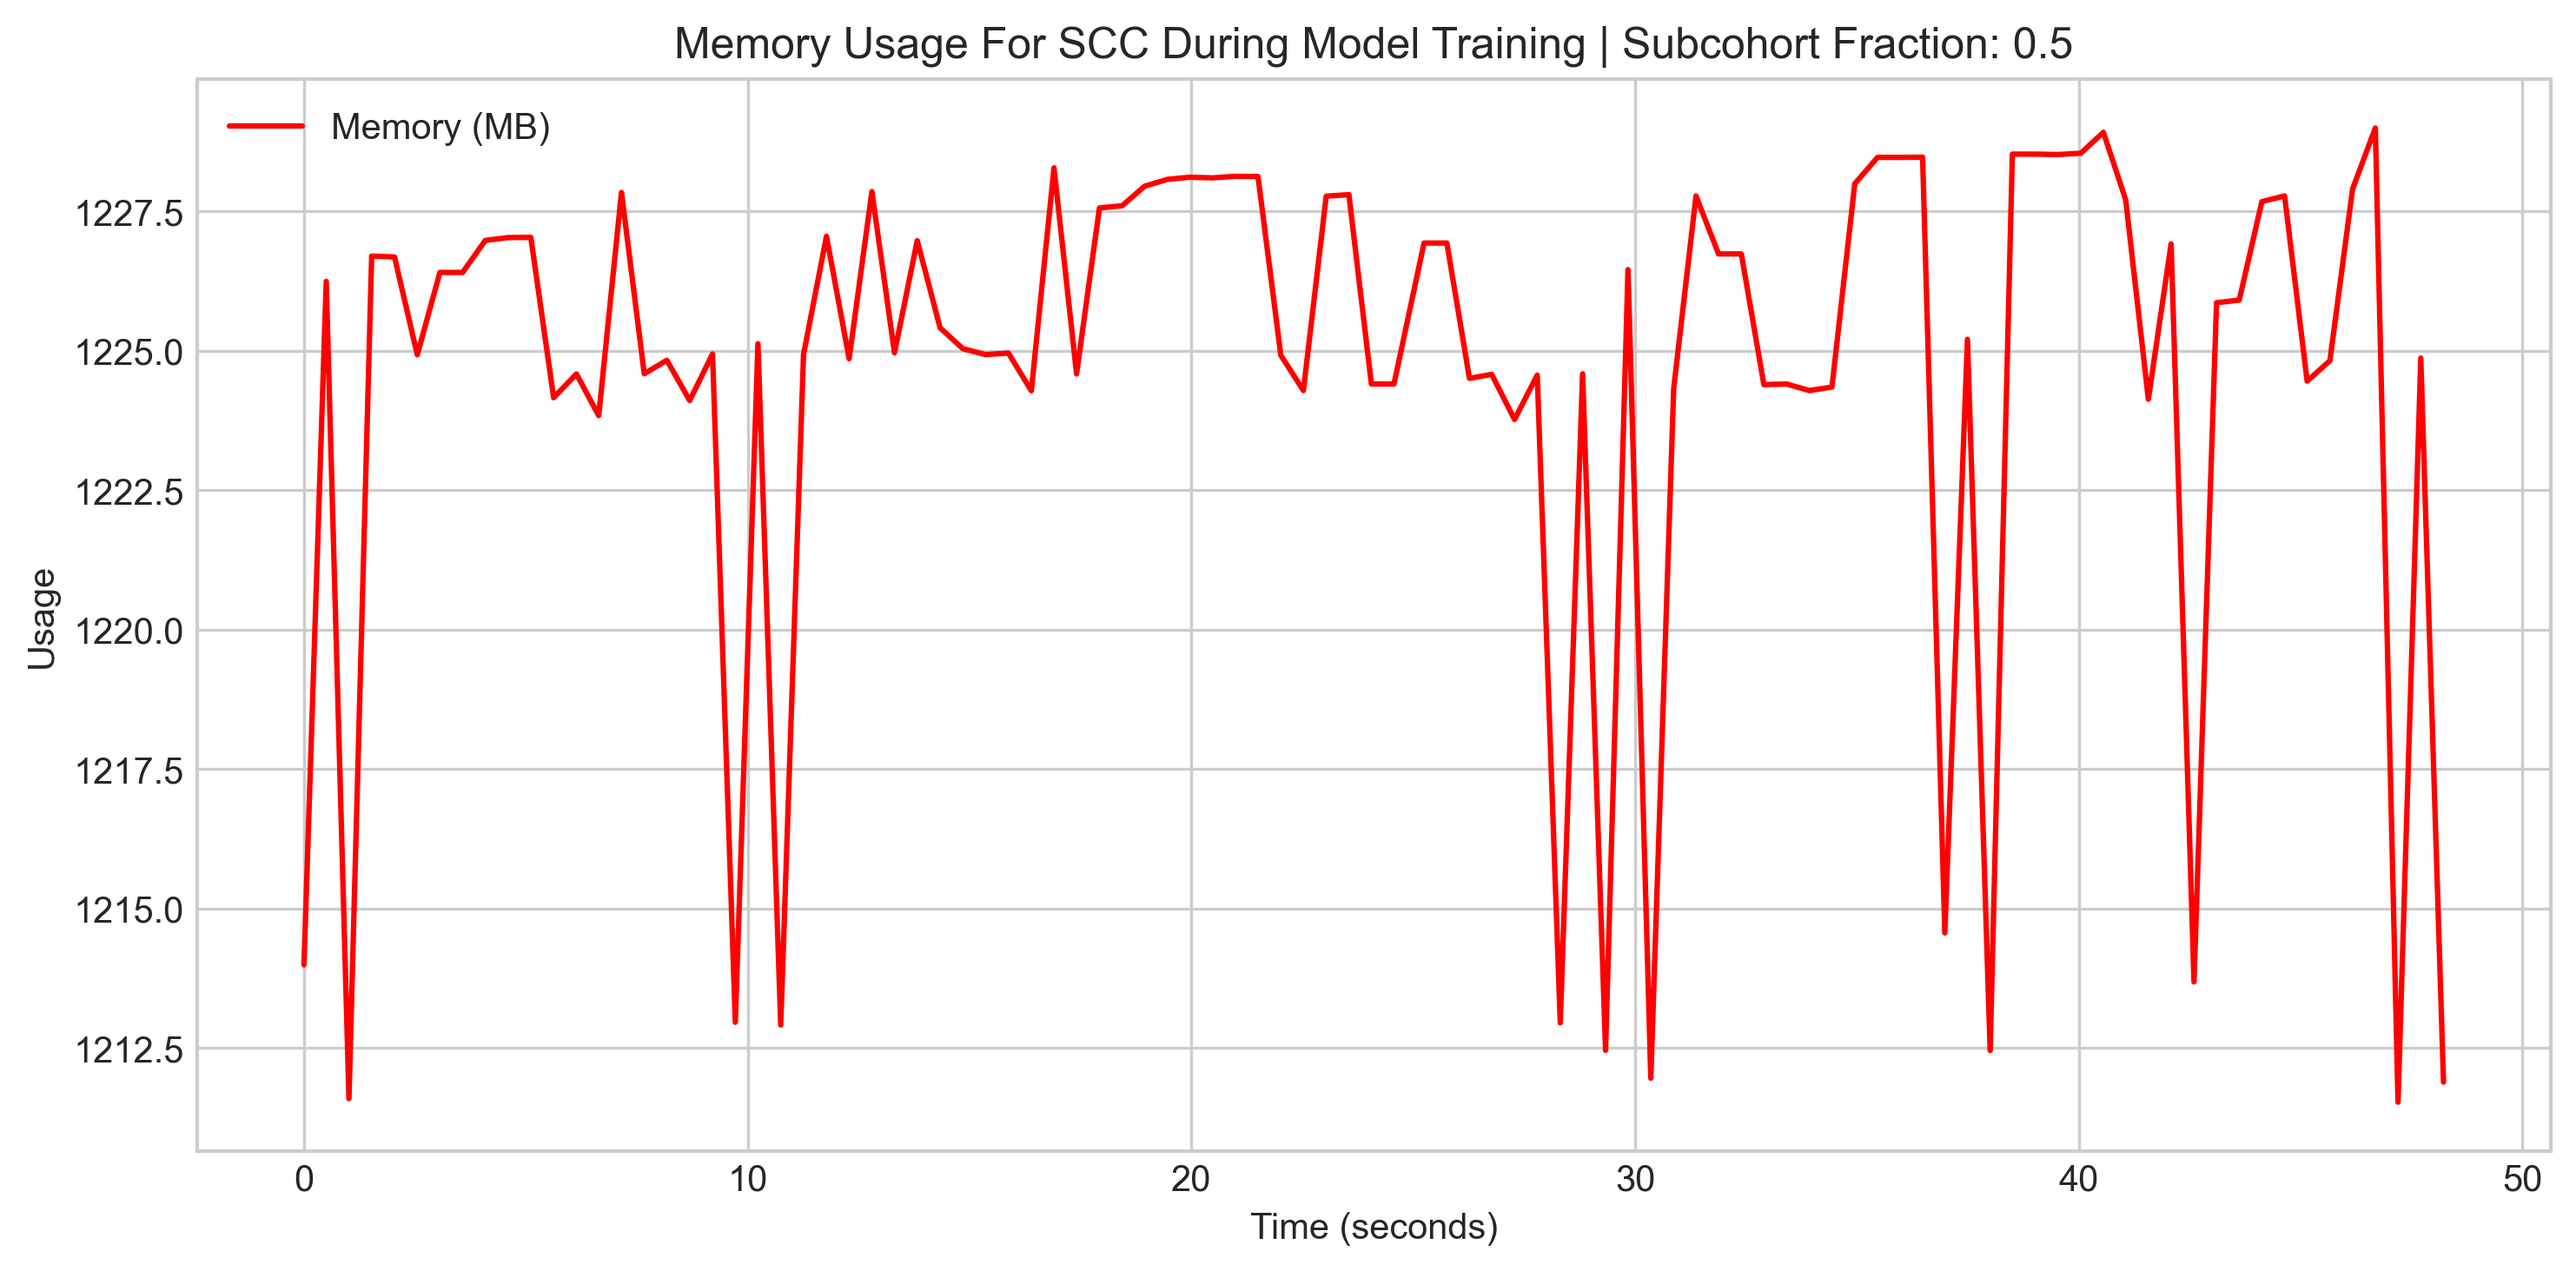 Memory Usage For SCC During Model Training | Subcohort Fraction: 0.5
Memory (MB)
1227.5
1225.0
1222.5
1220.0
1217.5
1215.0
1212.5
Usage
0 10 20 30 40 50
Time (seconds)